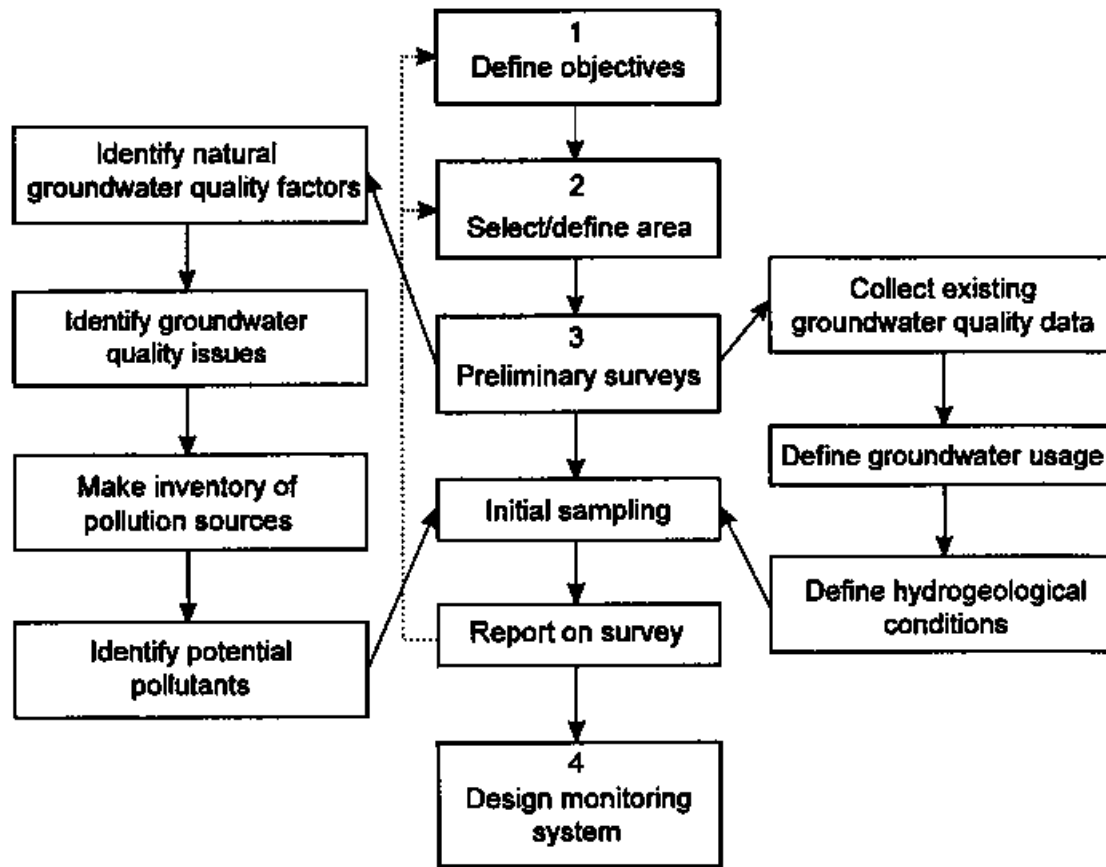 1
Define objectives
Identify natural
groundwater quality factors
2
Select/define area
Collect existing
groundwater quality data
Identify groundwater
quality issues
3
Preliminary surveys
Define groundwater usage
Make inventory of
pollution sources
Initial sampling
Define hydrogeological
conditions
Report on survey
Identify potential
pollutants
4
Design monitoring
system